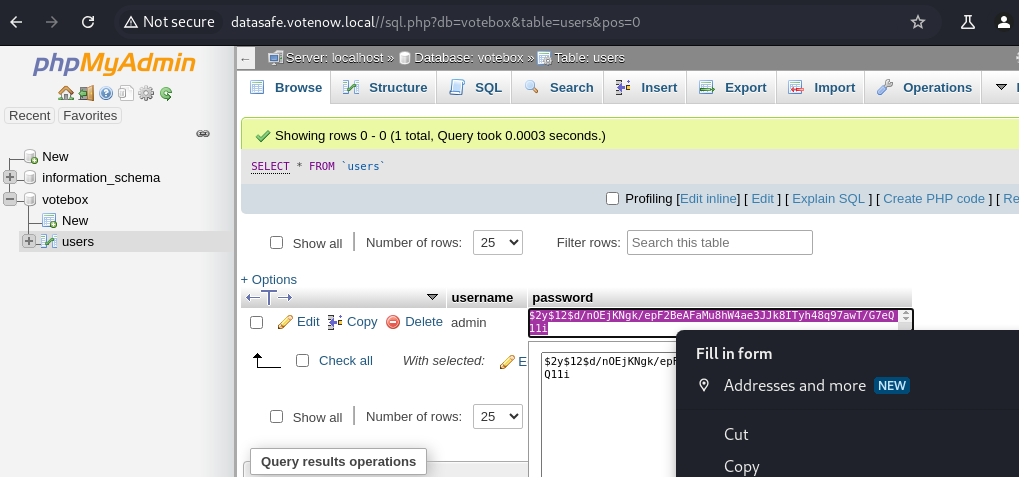 Not secure datasafe.votenow.local//sql.php?db=votebox&table=users&pos=0
phpMyAdmin
Recent Favorites
New
information_schema
votebox
New
users
Server: localhost » Database: votebox » Table: users
Browse Structure SQL Search Insert Export Import Operations
Showing rows 0 - 0 (1 total, Query took 0.0003 seconds.)
SELECT * FROM `users`
Profiling [Edit inline] [ Edit ] [ Explain SQL ] [ Create PHP code ] [ Re
Show all Number of rows: 25 Filter rows: Search this table
+ Options
username password
Edit Copy Delete admin $2y$12$d/nOEjKNgk/epF2BeAFaMu8hW4ae3JJk8ITyh48q97awT/G7eQ
11i
Check all With selected: E
$2y$12$d/nOEjKNgk/epF
Q11i
Show all Number of rows: 25
Query results operations
Fill in form
Addresses and more NEW
Cut
Copy